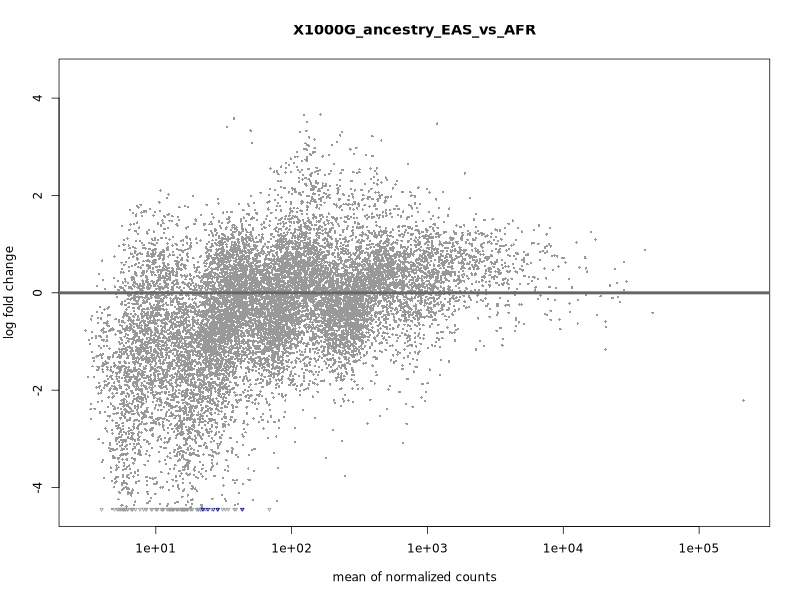 X1000G_ancestry_EAS_vs_AFR
log fold change
4
2
0
-2
-4
1e+01 1e+02 1e+03 1e+04 1e+05
mean of normalized counts